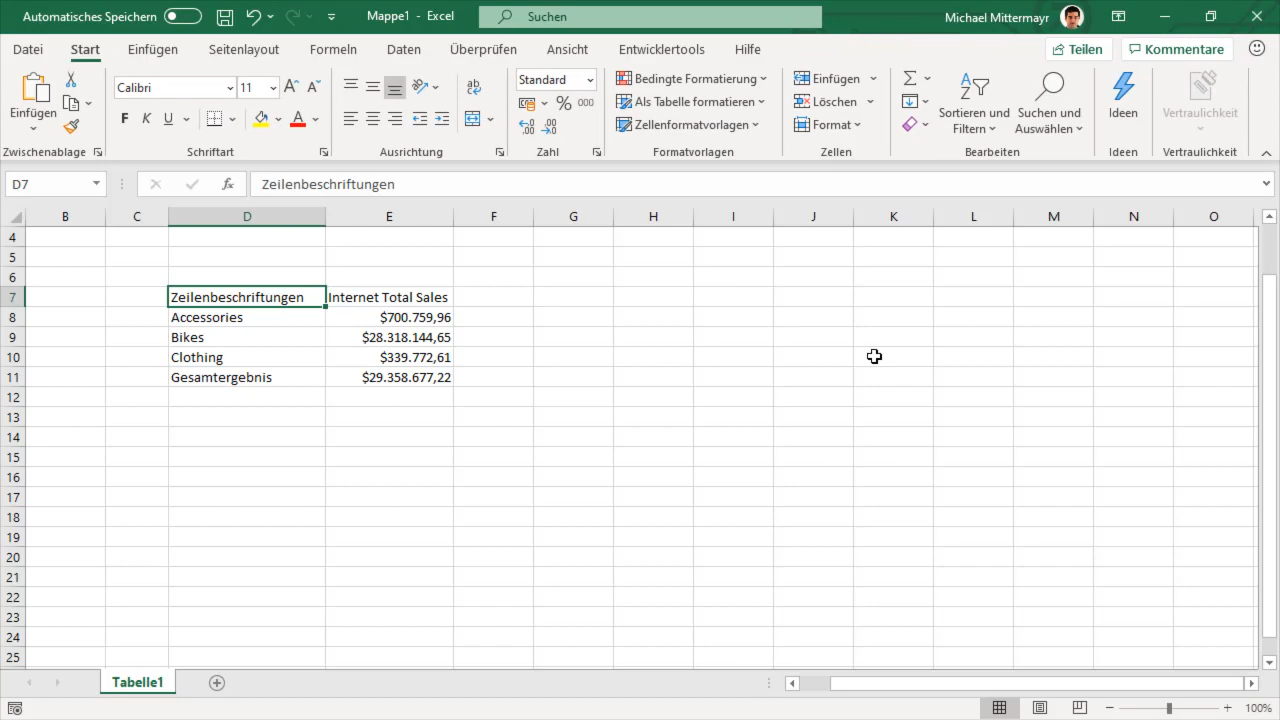 Automatisches Speichern
Mappe1 - Excel
Suchen
Michael Mittermayr
Datei Start Einfügen Seitenlayout Formeln Daten Überprüfen Ansicht Entwicklertools Hilfe Teilen Kommentare
Einfügen
Zwischenablage
Calibri 11
F K U A
Schriftart
Ausrichtung
Standard
% 000
Zahl
Bedingte Formatierung
Als Tabelle formatieren
Zellenformatvorlagen
Formatvorlagen
Einfügen
Löschen
Format
Zellen
Sortieren und
Filtern
Suchen und
Auswählen
Bearbeiten
Ideen
Ideen
Vertraulichkeit
Vertraulichkeit
D7 fx Zeilenbeschriftungen
B C D E F G H I J K L M N O
4
5
6
7 Zeilenbeschriftungen Internet Total Sales
8 Accessories $700.759,96
9 Bikes $28.318.144,65
10 Clothing $339.772,61
11 Gesamtergebnis $29.358.677,22
12
13
14
15
16
17
18
19
20
21
22
23
24
25
Tabelle1
100%